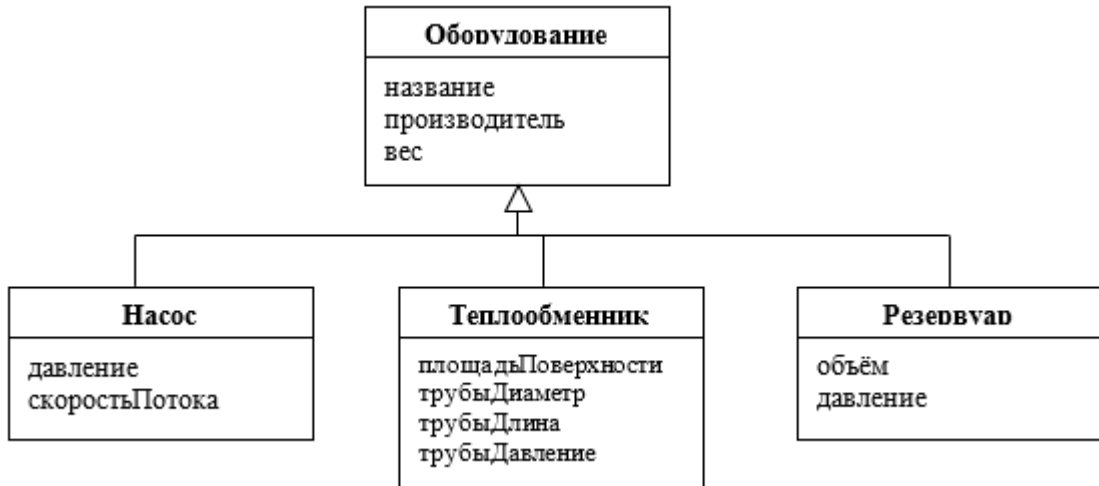 Оборудование
название
производитель
вес
Насос
давление
скоростьПотока
Теплообменник
площадьПоверхности
трубыДиаметр
трубыДлина
трубыДавление
Резервуар
объём
давление